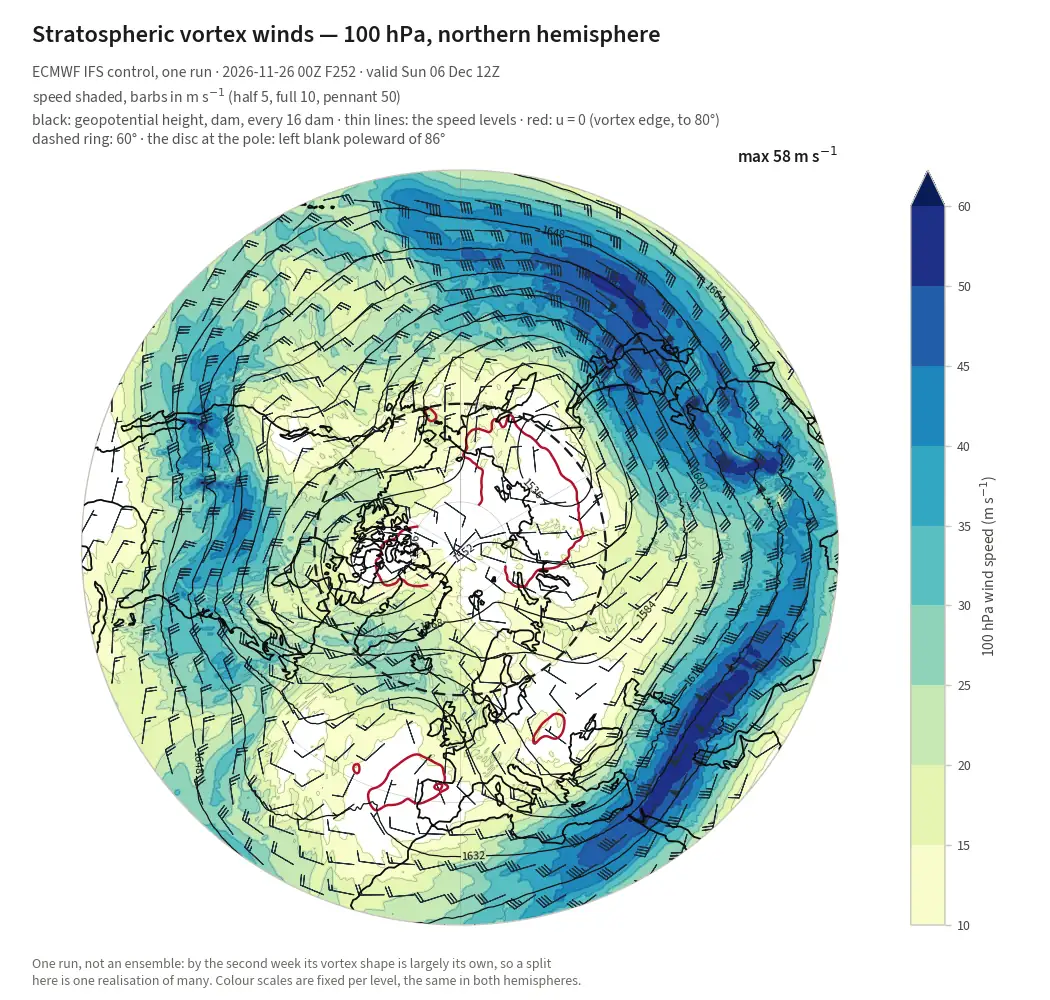 Stratospheric vortex winds — 100 hPa, northern hemisphere
ECMWF IFS control, one run · 2026-11-26 00Z F252 · valid Sun 06 Dec 12Z
speed shaded, barbs in m s⁻¹ (half 5, full 10, pennant 50)
black: geopotential height, dam, every 16 dam · thin lines: the speed levels · red: u = 0 (vortex edge, to 80°)
dashed ring: 60° · the disc at the pole: left blank poleward of 86°
max 58 m s⁻¹
60
50
45
40
35
30
25
20
15
10
100 hPa wind speed (m s⁻¹)
1648
1664
1600
1536
1584
1616
1648
1632
One run, not an ensemble: by the second week its vortex shape is largely its own, so a split
here is one realisation of many. Colour scales are fixed per level, the same in both hemispheres.